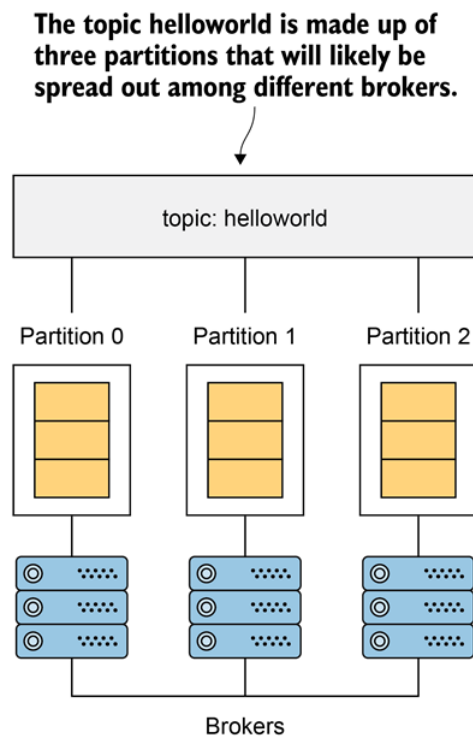 The topic helloworld is made up of
three partitions that will likely be
spread out among different brokers.
topic: helloworld
Partition 0
Partition 1
Partition 2
Brokers